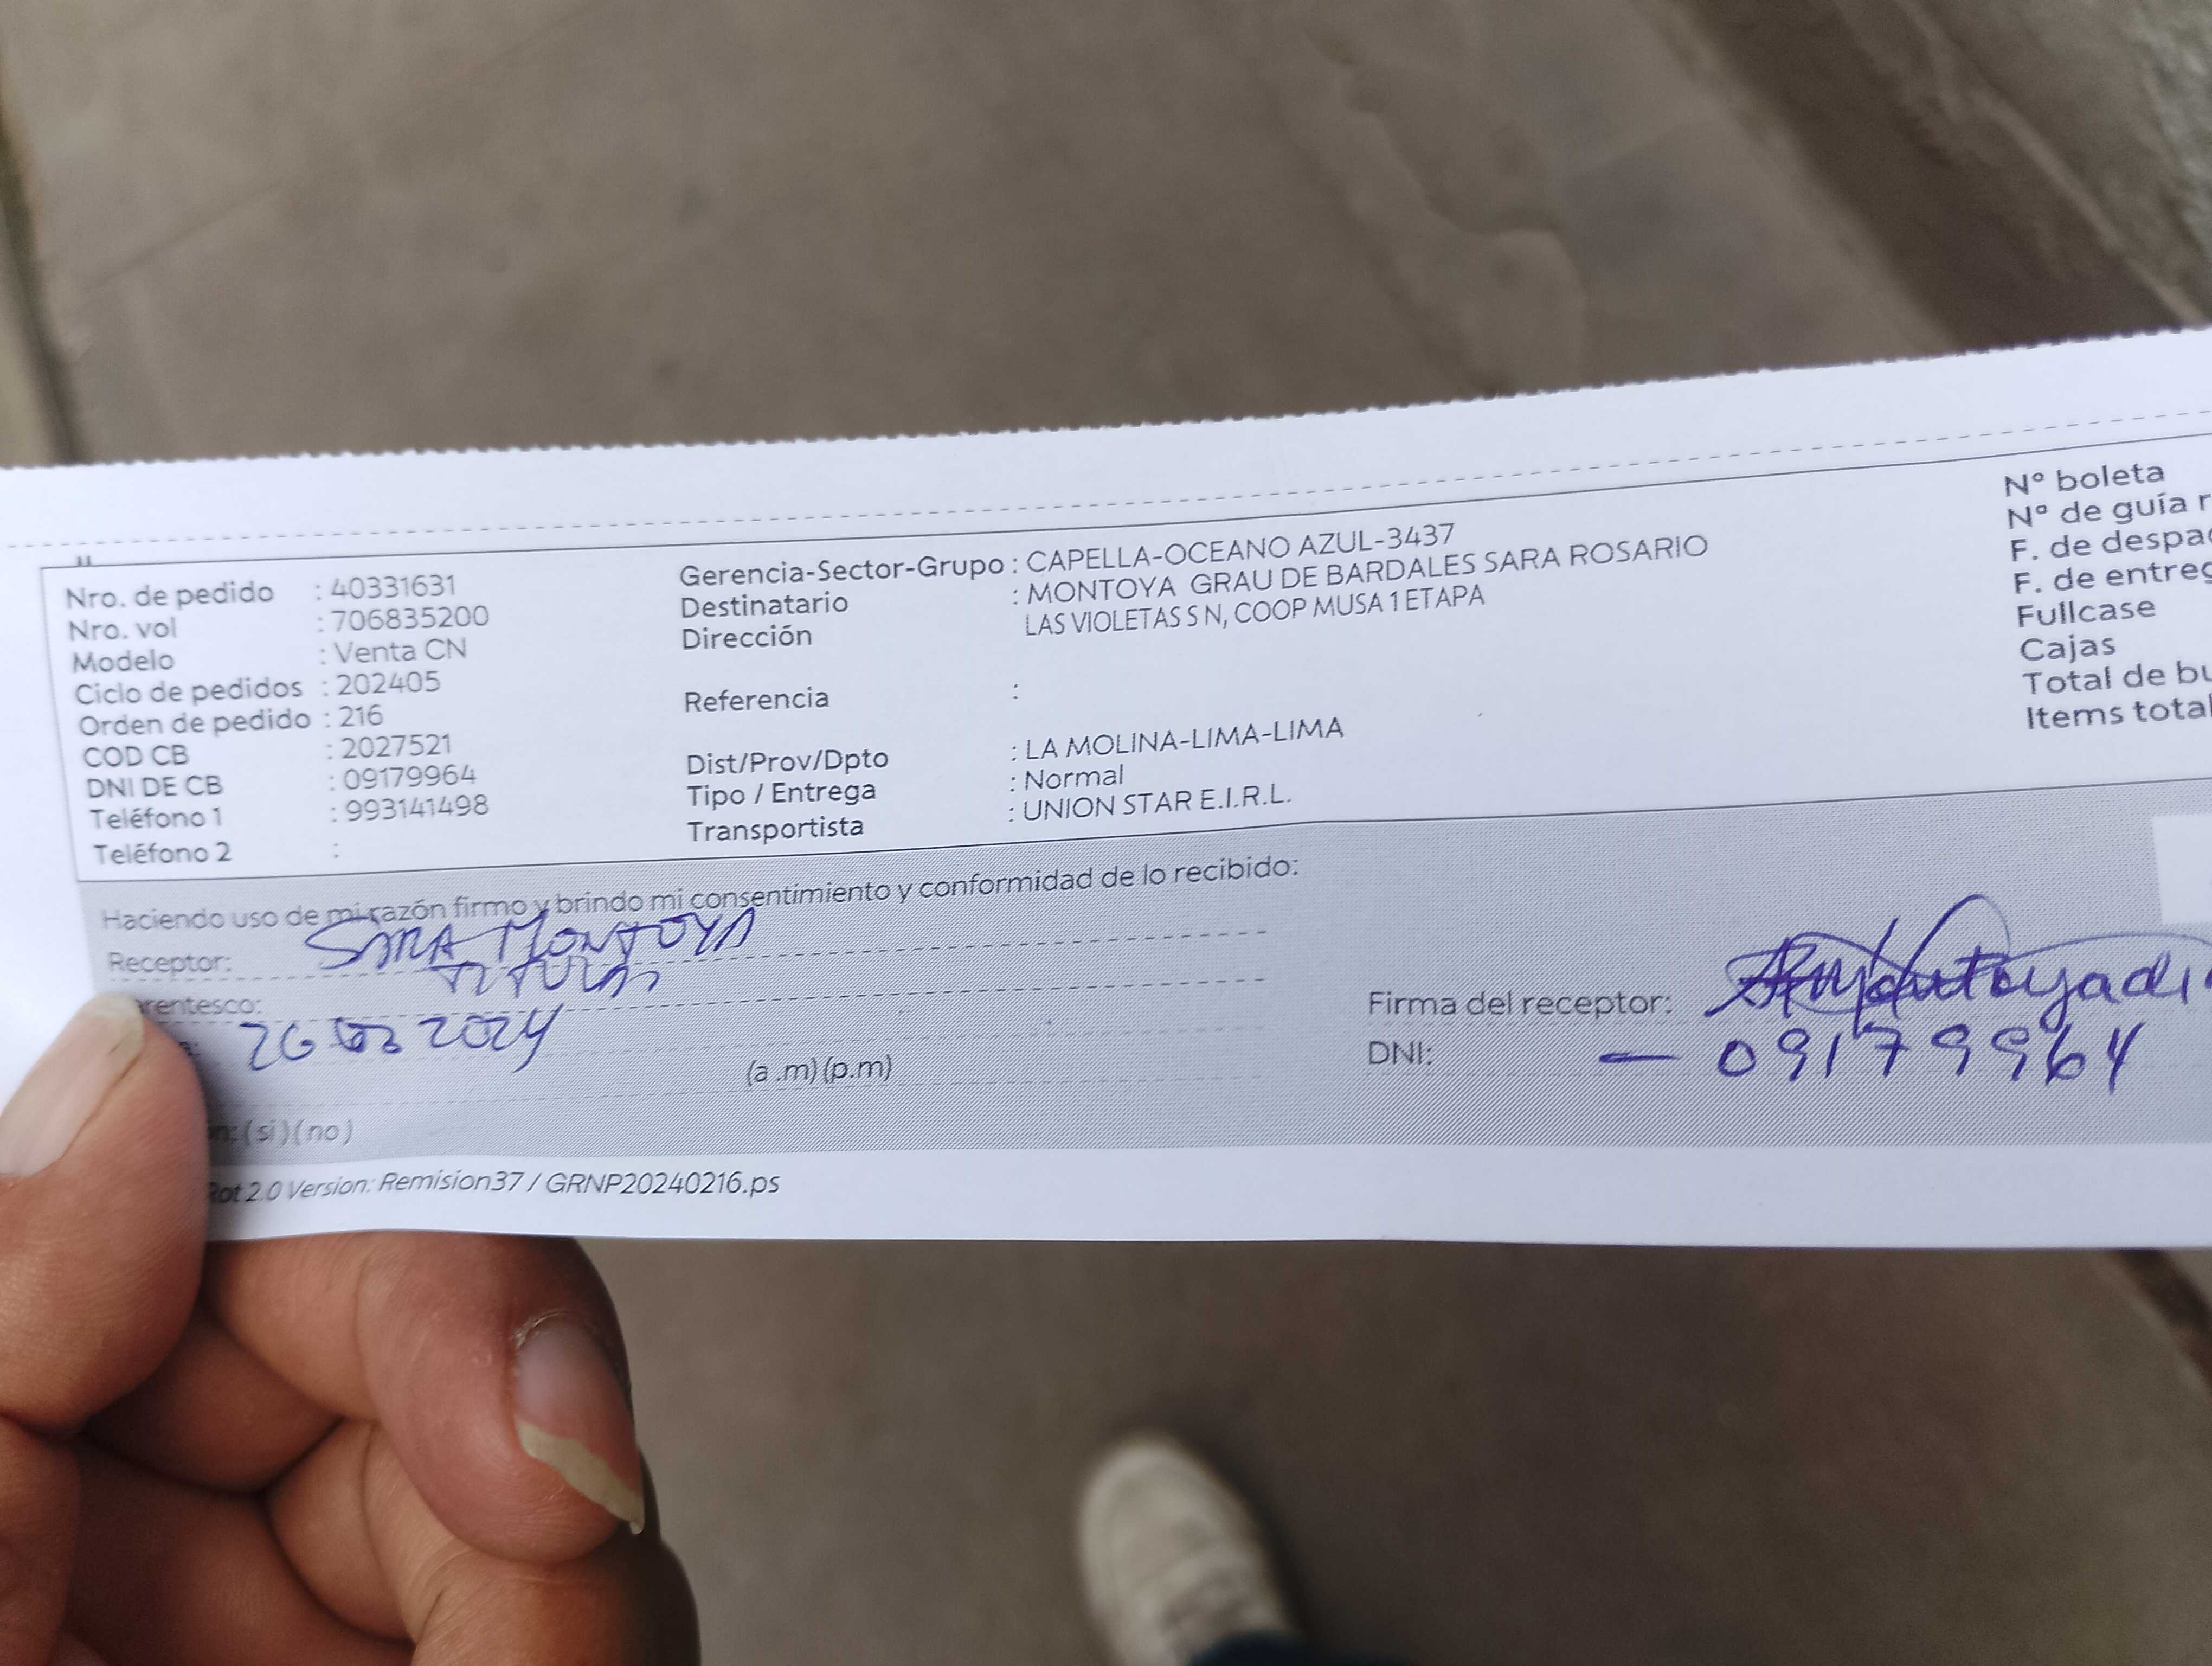 Nro. de pedido : 40331631
Nro. vol : 706835200
Modelo : Venta CN
Ciclo de pedidos : 202405
Orden de pedido : 216
COD CB : 2027521
DNI DE CB : 09179964
Teléfono 1 : 993141498
Teléfono 2 :
Gerencia-Sector-Grupo : CAPELLA-OCEANO AZUL-3437
Destinatario : MONTOYA GRAU DE BARDALES SARA ROSARIO
Dirección LAS VIOLETAS S N, COOP MUSA 1 ETAPA
Referencia :
Dist/Prov/Dpto : LA MOLINA-LIMA-LIMA
Tipo / Entrega : Normal
Transportista : UNION STAR E.I.R.L.
N° boleta
N° de guía r
F. de despa
F. de entreg
Fullcase
Cajas
Total de bu
Items total
Haciendo uso de mi razón firmo y brindo mi consentimiento y conformidad de lo recibido:
Receptor: SARA MONTOYA
rentesco: TITULAR
26 03 2024
(a .m) (p.m)
n: (si) (no)
Firma del receptor:
DNI: - 09179964
Rot 2.0 Version: Remision37 / GRNP20240216.ps